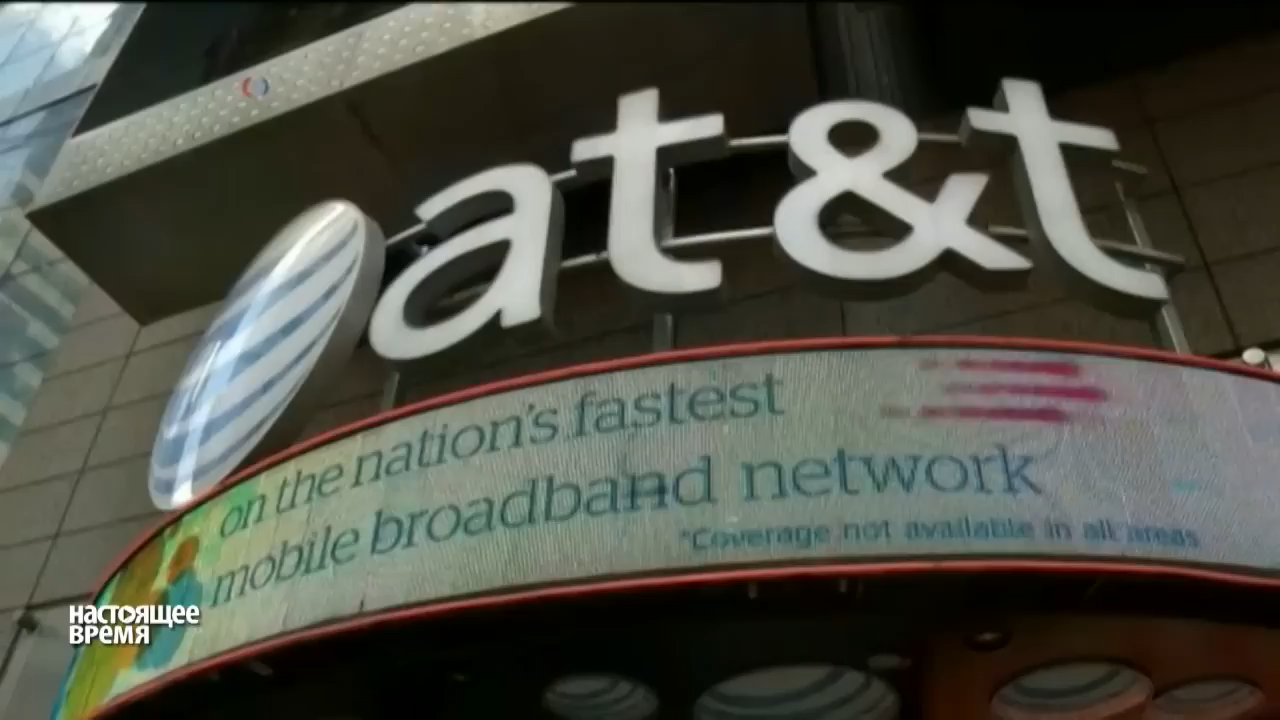 at&t
on the nation's fastest
mobile broadband network
*Coverage not available in all areas
НАСТОЯЩЕЕ
ВРЕМЯ